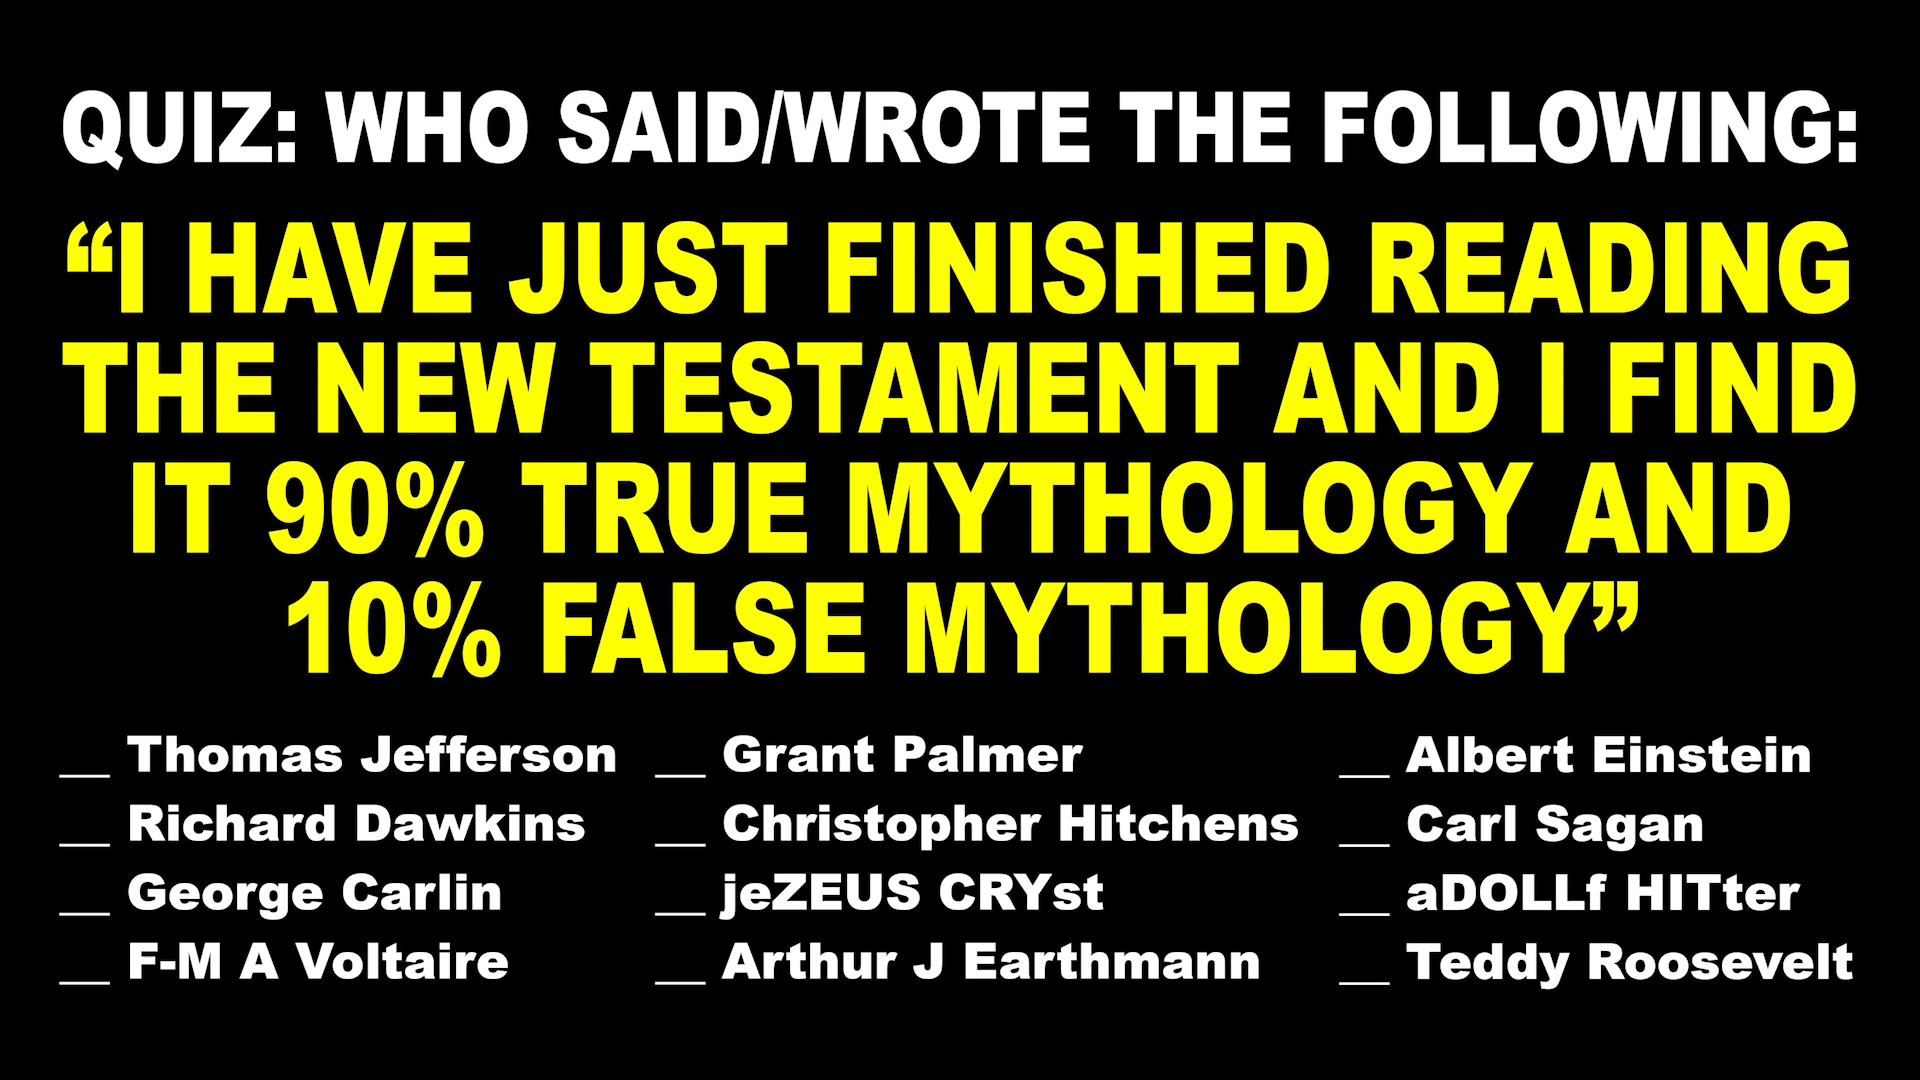 QUIZ: WHO SAID/WROTE THE FOLLOWING:
“I HAVE JUST FINISHED READING
THE NEW TESTAMENT AND I FIND
IT 90% TRUE MYTHOLOGY AND
10% FALSE MYTHOLOGY”
__ Thomas Jefferson __ Grant Palmer __ Albert Einstein
__ Richard Dawkins __ Christopher Hitchens __ Carl Sagan
__ George Carlin __ jeZEUS CRYst __ aDOLLf HITter
__ F-M A Voltaire __ Arthur J Earthmann __ Teddy Roosevelt